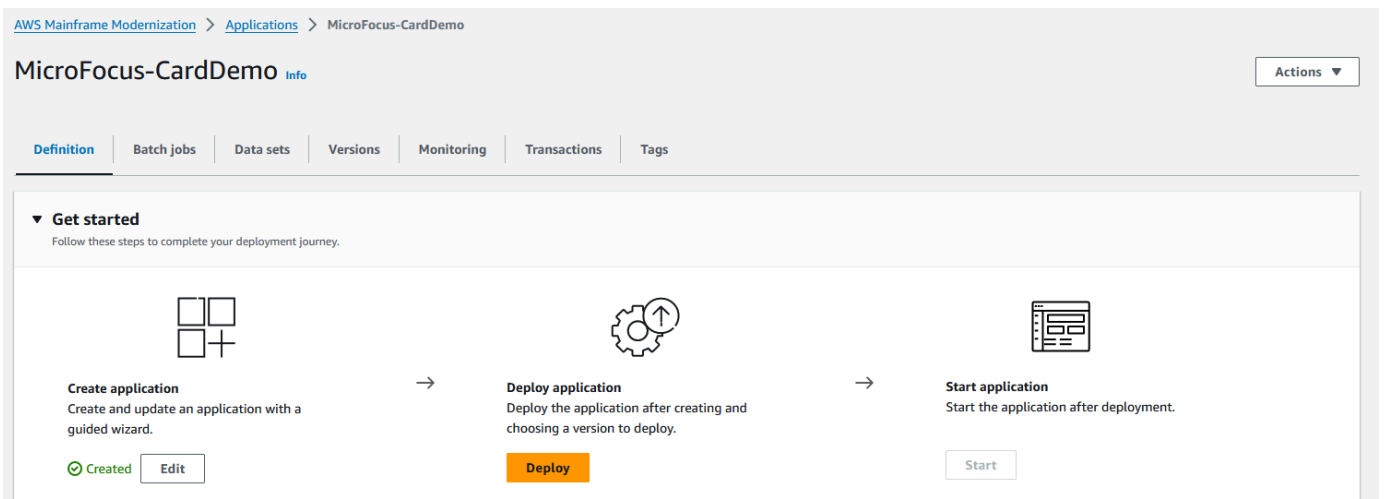 AWS Mainframe Modernization > Applications > MicroFocus-CardDemo
MicroFocus-CardDemo Info
Actions
Definition Batch jobs Data sets Versions Monitoring Transactions Tags
Get started
Follow these steps to complete your deployment journey.
Create application
Create and update an application with a
guided wizard.
Created Edit
Deploy application
Deploy the application after creating and
choosing a version to deploy.
Deploy
Start application
Start the application after deployment.
Start